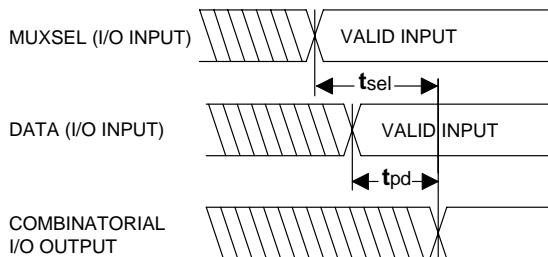 MUXSEL (I/O INPUT)
VALID INPUT
tsel
DATA (I/O INPUT)
VALID INPUT
tpd
COMBINATORIAL
I/O OUTPUT